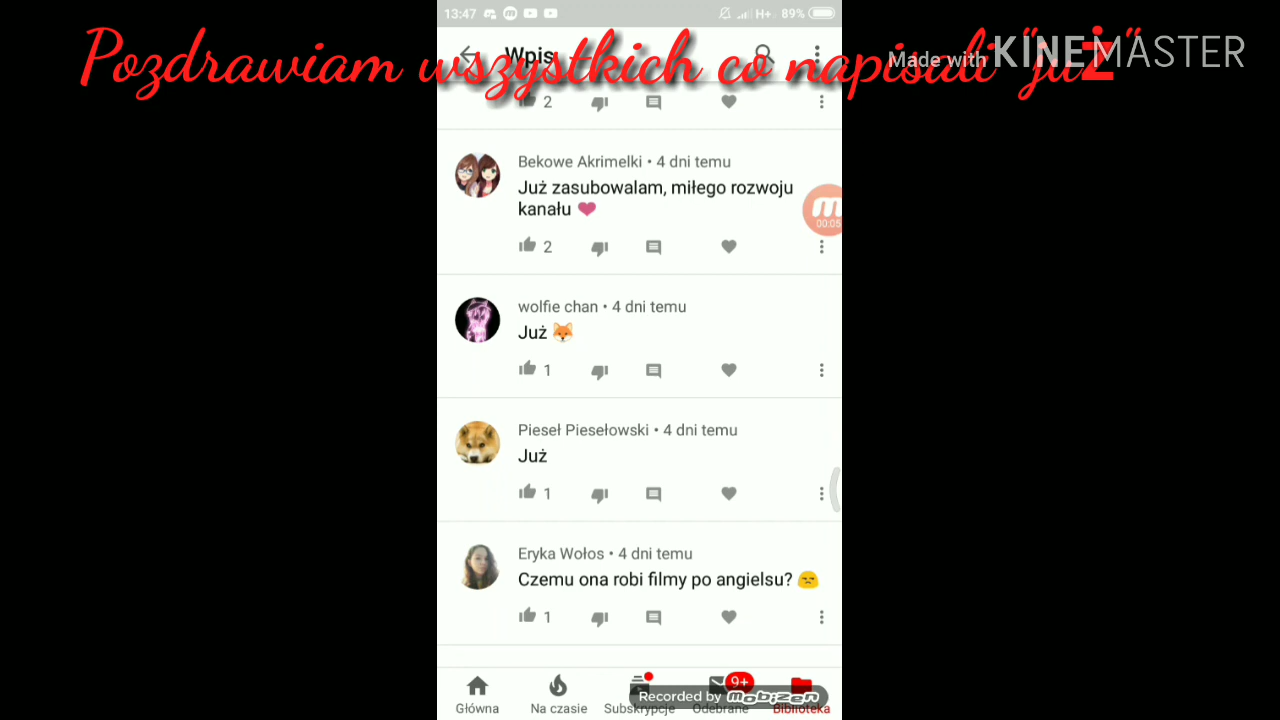 13:47 H+ 89%
Wpis
Pozdrawiam wszystkich co napisali "już"
Made with KINEMASTER
2
Bekowe Akrimelki • 4 dni temu
Już zasubowalam, miłego rozwoju
kanału
00:05
2
wolfie chan • 4 dni temu
Już
1
Pieseł Piesełowski • 4 dni temu
Już
1
Eryka Wołos • 4 dni temu
Czemu ona robi filmy po angielsu?
1
9+
Recorded by mobizen
Główna Na czasie Subskrypcje Odebrane Biblioteka